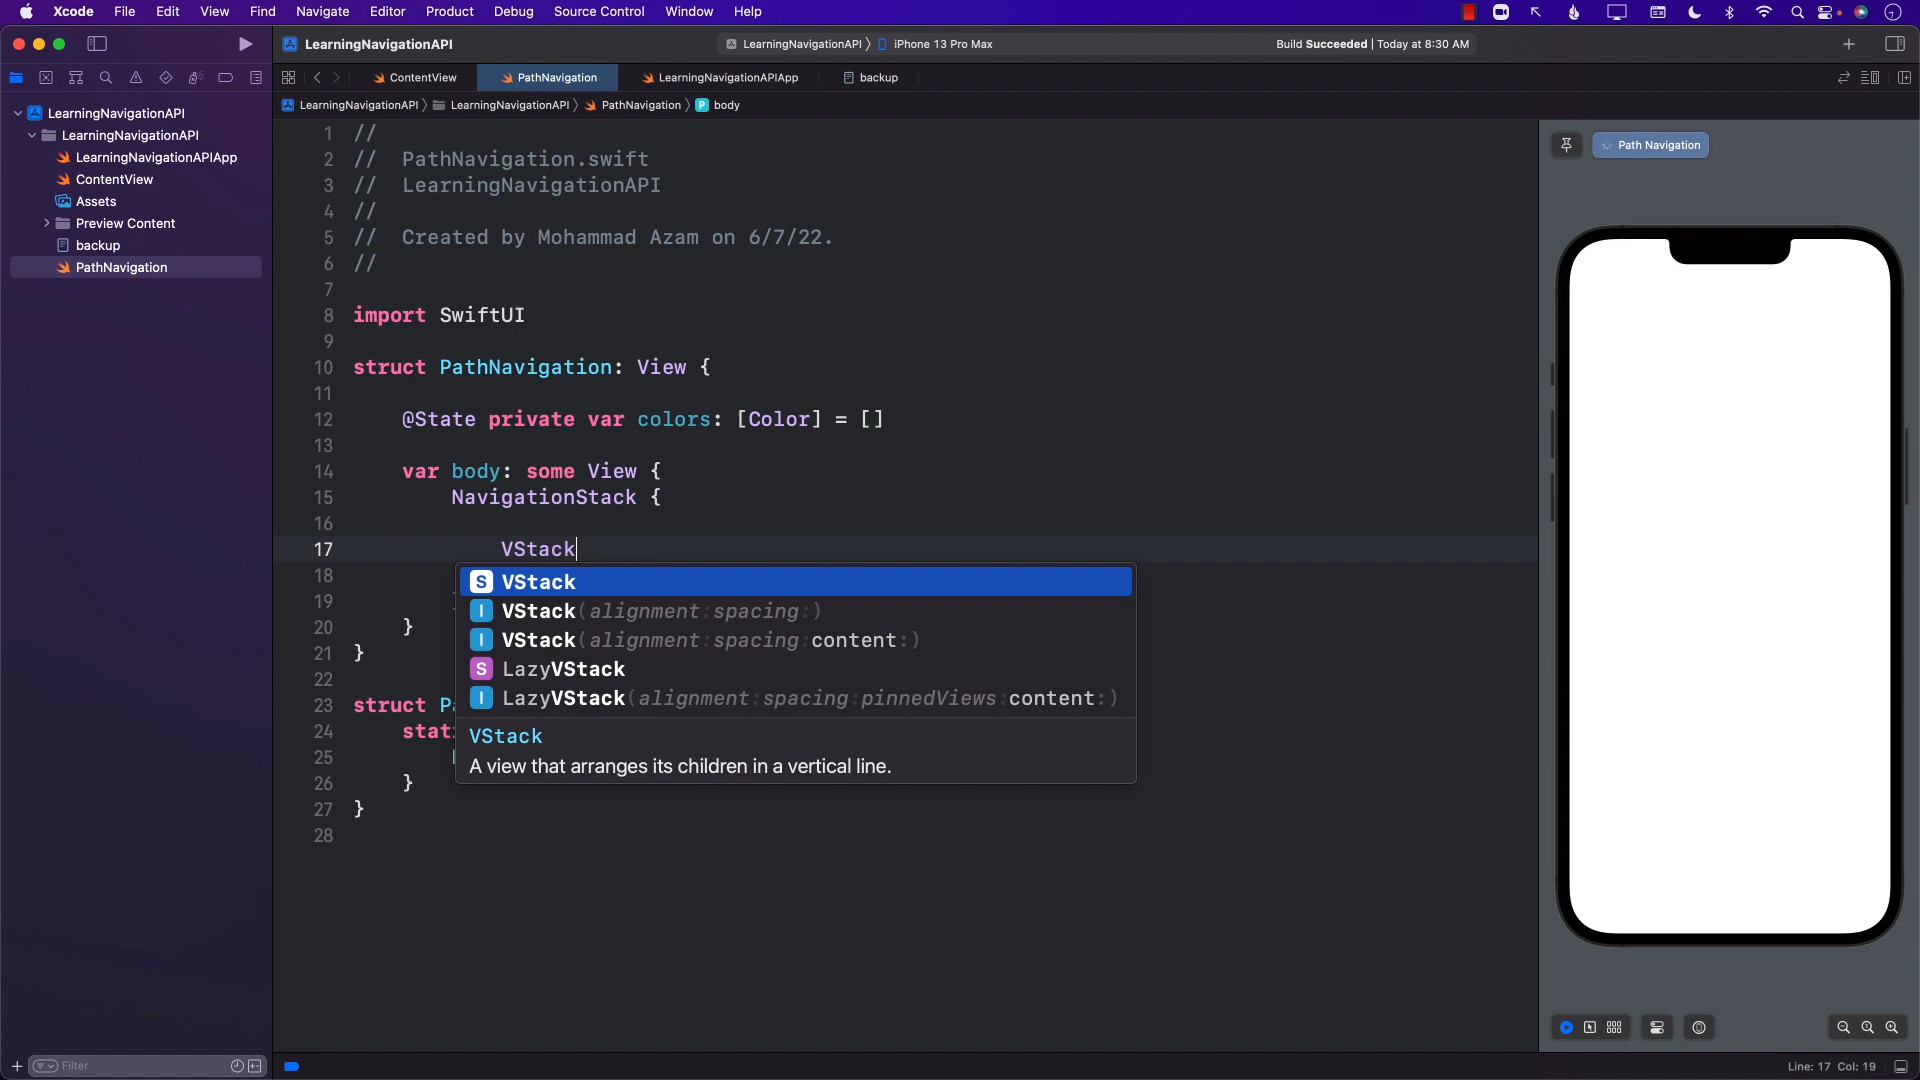 Xcode File Edit View Find Navigate Editor Product Debug Source Control Window Help
LearningNavigationAPI
LearningNavigationAPI 〉 iPhone 13 Pro Max
Build Succeeded | Today at 8:30 AM
ContentView
PathNavigation
LearningNavigationAPIApp
backup
LearningNavigationAPI 〉 LearningNavigationAPI 〉 PathNavigation 〉 P body
LearningNavigationAPI
LearningNavigationAPI
LearningNavigationAPIApp
ContentView
Assets
Preview Content
backup
PathNavigation
1 //
2 // PathNavigation.swift
3 // LearningNavigationAPI
4 //
5 // Created by Mohammad Azam on 6/7/22.
6 //
7
8 import SwiftUI
9
10 struct PathNavigation: View {
11
12 @State private var colors: [Color] = []
13
14 var body: some View {
15 NavigationStack {
16
17 VStack
18
19
20 }
21 }
22
23 struct P
24 stat
25
26 }
27 }
28
S VStack
I VStack(alignment:spacing:)
I VStack(alignment:spacing:content:)
S LazyVStack
I LazyVStack(alignment:spacing:pinnedViews:content:)
VStack
A view that arranges its children in a vertical line.
Path Navigation
Filter
Line: 17 Col: 19